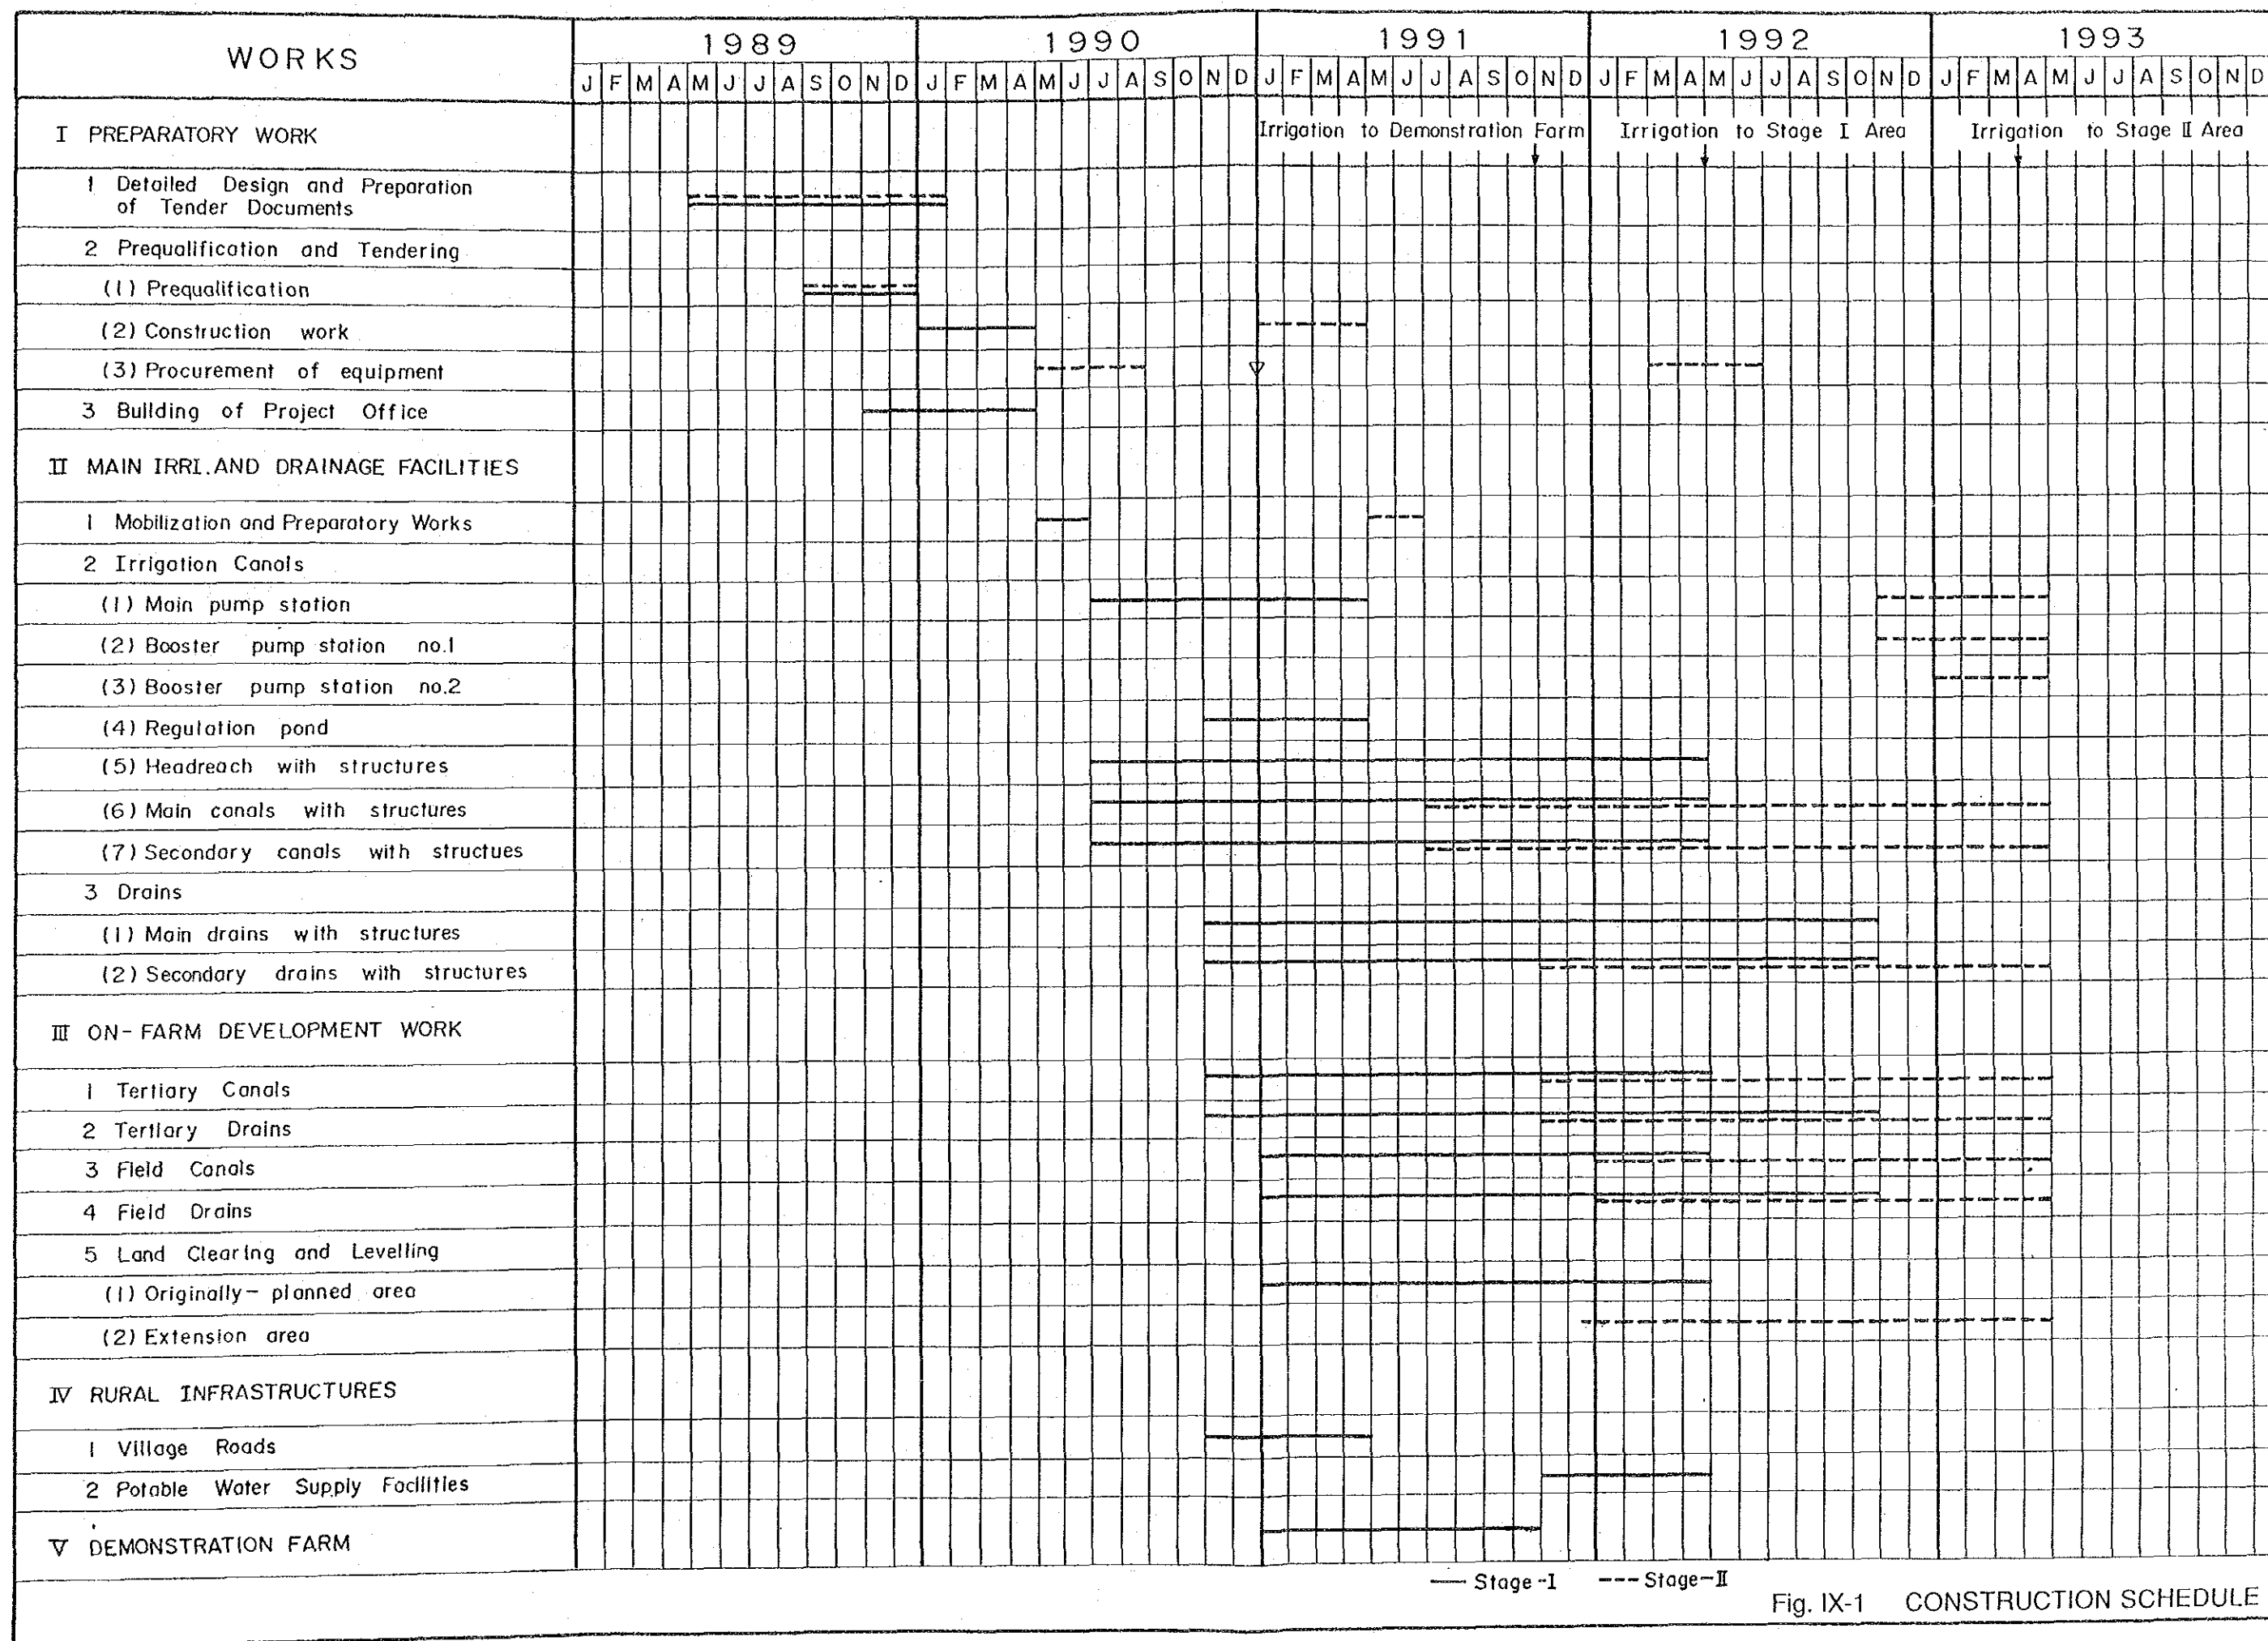 WORKS
1989 1990 1991 1992 1993
J F M A M J J A S O N D J F M A M J J A S O N D J F M A M J J A S O N D J F M A M J J A S O N D J F M A M J J A S O N D
I PREPARATORY WORK
Irrigation to Demonstration Farm Irrigation to Stage I Area Irrigation to Stage II Area
1 Detailed Design and Preparation
of Tender Documents
2 Prequalification and Tendering
(1) Prequalification
(2) Construction work
(3) Procurement of equipment
3 Building of Project Office
II MAIN IRRI. AND DRAINAGE FACILITIES
1 Mobilization and Preparatory Works
2 Irrigation Canals
(1) Main pump station
(2) Booster pump station no.1
(3) Booster pump station no.2
(4) Regulation pond
(5) Headreach with structures
(6) Main canals with structures
(7) Secondary canals with structues
3 Drains
(1) Main drains with structures
(2) Secondary drains with structures
III ON-FARM DEVELOPMENT WORK
1 Tertiary Canals
2 Tertiary Drains
3 Field Canals
4 Field Drains
5 Land Clearing and Levelling
(1) Originally-planned area
(2) Extension area
IV RURAL INFRASTRUCTURES
1 Village Roads
2 Potable Water Supply Facilities
V DEMONSTRATION FARM
Stage-I Stage-II
Fig. IX-1 CONSTRUCTION SCHEDULE